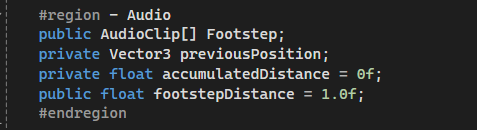 #region - Audio
public AudioClip[] Footstep;
private Vector3 previousPosition;
private float accumulatedDistance = 0f;
public float footstepDistance = 1.0f;
#endregion